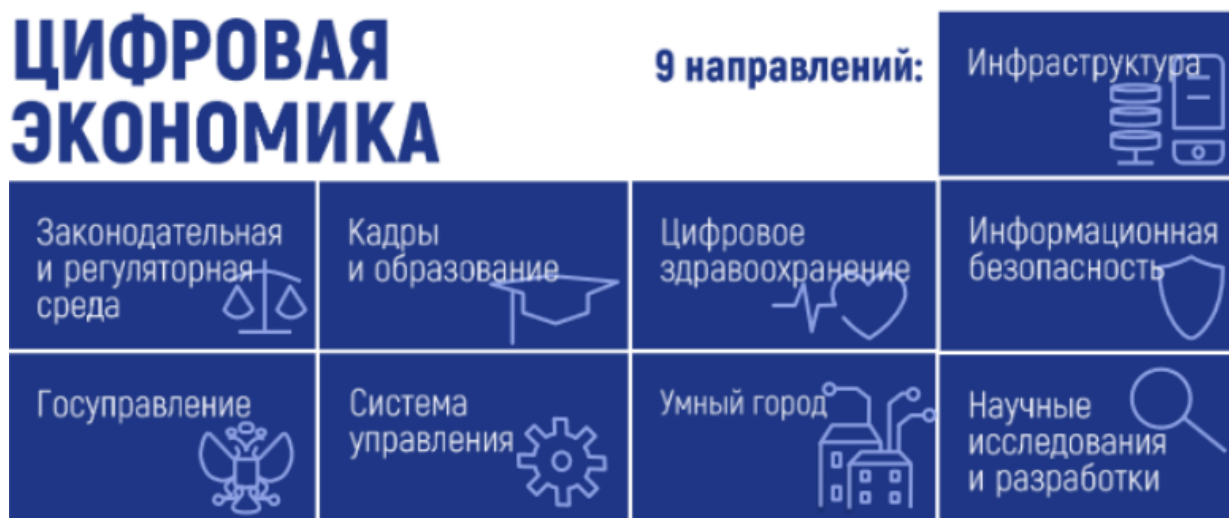 ЦИФРОВАЯ
ЭКОНОМИКА
9 направлений:
Инфраструктура
Законодательная
и регуляторная
среда
Кадры
и образование
Цифровое
здравоохранение
Информационная
безопасность
Госуправление
Система
управления
Умный город
Научные
исследования
и разработки